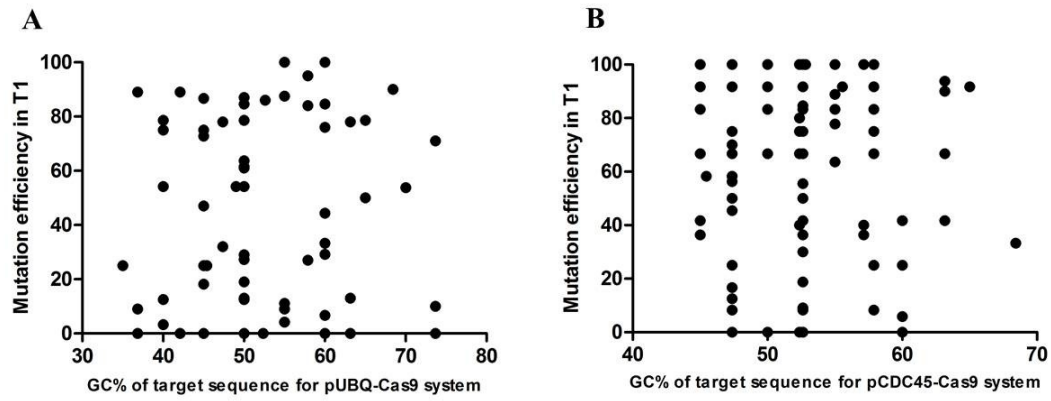 A
Mutation efficiency in T1
100
80
60
40
20
0
30 40 50 60 70 80
GC% of target sequence for pUBQ-Cas9 system
B
Mutation efficiency in T1
100
80
60
40
20
0
40 50 60 70
GC% of target sequence for pCDC45-Cas9 system